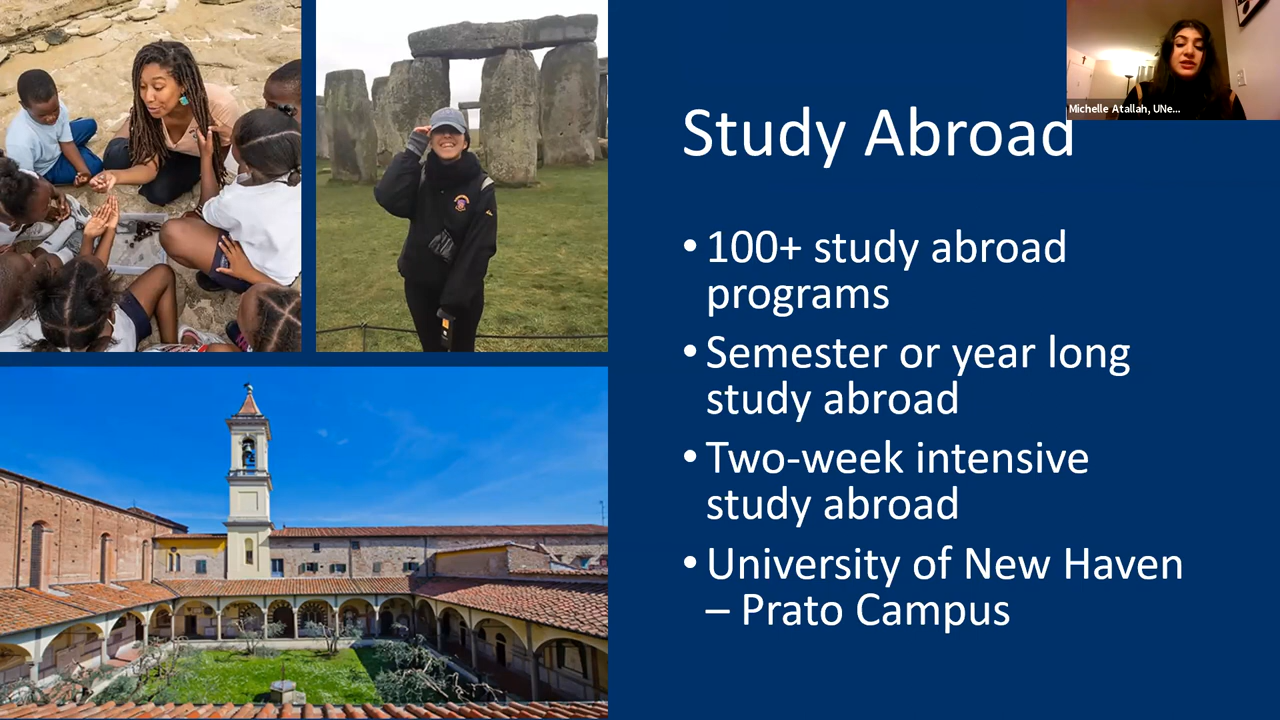 Michelle Atallah, UNe...
Study Abroad
• 100+ study abroad
programs
• Semester or year long
study abroad
• Two-week intensive
study abroad
• University of New Haven
– Prato Campus